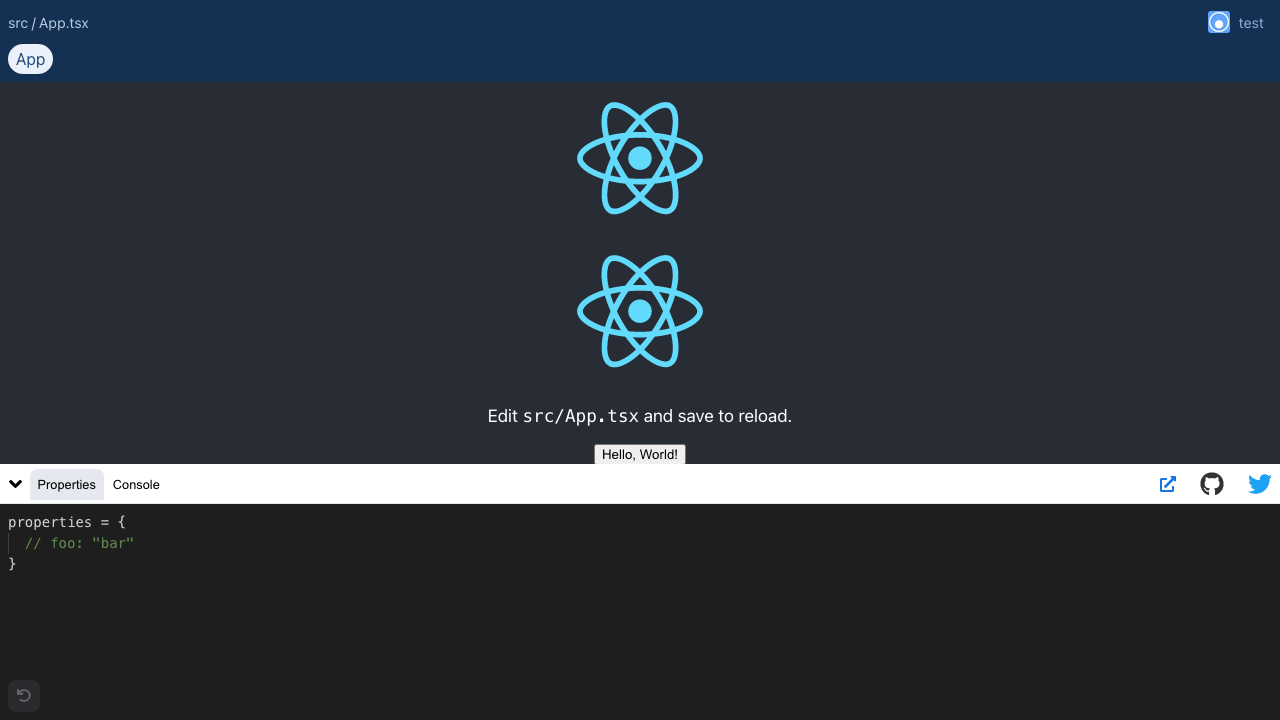 src / App.tsx
test
App
Edit src/App.tsx and save to reload.
Hello, World!
Properties
Console
properties = {
// foo: "bar"
}